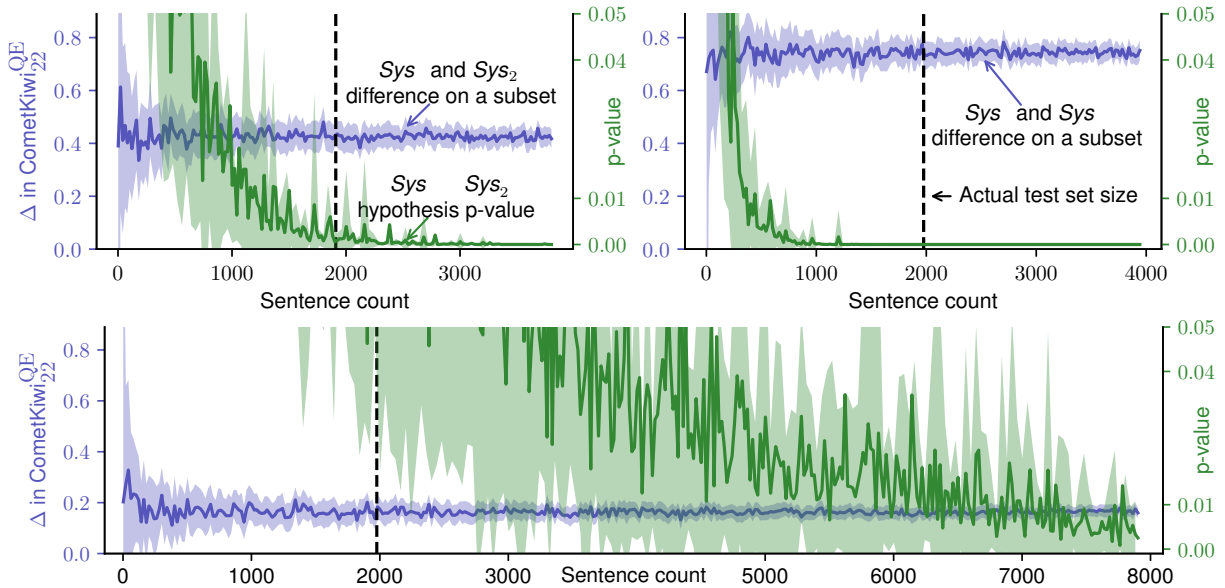 Δ in CometKiwi22QE
0.8
0.6
0.4
0.2
0.0
0
1000
2000
3000
Sentence count
0.05
0.04
0.01
0.00
p-value
Sys and Sys2
difference on a subset
Sys Sys2
hypothesis p-value
0.8
0.6
0.4
0.2
0.0
0
1000
2000
3000
4000
Sentence count
0.05
0.04
0.01
0.00
p-value
Sys and Sys
difference on a subset
Actual test set size
Δ in CometKiwi22QE
0.8
0.6
0.4
0.2
0.0
0
1000
2000
3000
Sentence count
5000
6000
7000
8000
0.05
0.04
0.01
0.00
p-value